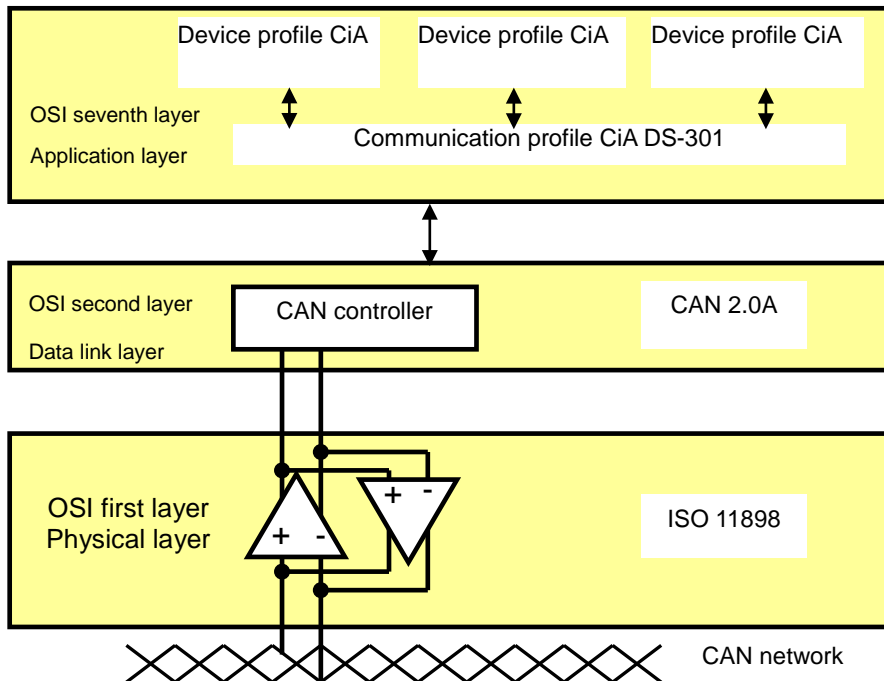 Device profile CiA
Device profile CiA
Device profile CiA
OSI seventh layer
Application layer
Communication profile CiA DS-301
OSI second layer
Data link layer
CAN controller
CAN 2.0A
OSI first layer
Physical layer
+ -
+ -
ISO 11898
CAN network